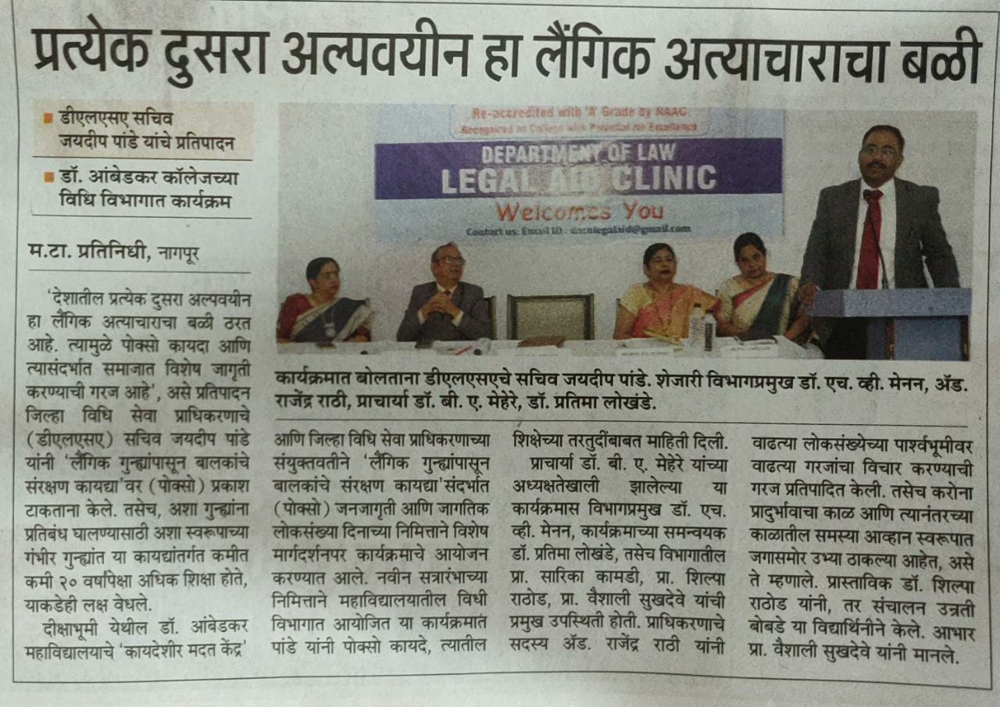 प्रत्येक दुसरा अल्पवयीन हा लैंगिक अत्याचाराचा बळी
डीएलएसए सचिव
जयदीप पांडे यांचे प्रतिपादन
डॉ. आंबेडकर कॉलेजच्या
विधि विभागात कार्यक्रम
म.टा. प्रतिनिधी, नागपूर
'देशातील प्रत्येक दुसरा अल्पवयीन
हा लैंगिक अत्याचाराचा बळी ठरत
आहे. त्यामुळे पोक्सो कायदा आणि
त्यासंदर्भात समाजात विशेष जागृती
करण्याची गरज आहे', असे प्रतिपादन
जिल्हा विधि सेवा प्राधिकरणाचे
(डीएलएसए) सचिव जयदीप पांडे
यांनी 'लैंगिक गुन्ह्यांपासून बालकांचे
संरक्षण कायद्या'वर (पोक्सो) प्रकाश
टाकताना केले. तसेच, अशा गुन्ह्यांना
प्रतिबंध घालण्यासाठी अशा स्वरूपाच्या
गंभीर गुन्ह्यांत या कायद्यांतर्गत कमीत
कमी २० वर्षांपेक्षा अधिक शिक्षा होते,
याकडेही लक्ष वेधले.
दीक्षाभूमी येथील डॉ. आंबेडकर
महाविद्यालयाचे 'कायदेशीर मदत केंद्र'
Re-accredited with 'A' Grade by NAAC
Recognized as College with Potential for Excellence
DEPARTMENT OF LAW
LEGAL AID CLINIC
Welcomes You
Contact us: Email ID : dacnlegalaid@gmail.com
कार्यक्रमात बोलताना डीएलएसएचे सचिव जयदीप पांडे. शेजारी विभागप्रमुख डॉ. एच. व्ही. मेनन, ॲड.
राजेंद्र राठी, प्राचार्या डॉ. बी. ए. मेहेरे, डॉ. प्रतिमा लोखंडे.
आणि जिल्हा विधि सेवा प्राधिकरणाच्या
संयुक्तवतीने 'लैंगिक गुन्ह्यांपासून
बालकांचे संरक्षण कायद्या'संदर्भात
(पोक्सो) जनजागृती आणि जागतिक
लोकसंख्या दिनाच्या निमित्ताने विशेष
मार्गदर्शनपर कार्यक्रमाचे आयोजन
करण्यात आले. नवीन सत्रारंभाच्या
निमित्ताने महाविद्यालयातील विधी
विभागात आयोजित या कार्यक्रमात
पांडे यांनी पोक्सो कायदे, त्यातील
शिक्षेच्या तरतुदींबाबत माहिती दिली.
प्राचार्या डॉ. बी. ए. मेहेरे यांच्या
अध्यक्षतेखाली झालेल्या या
कार्यक्रमास विभागप्रमुख डॉ. एच.
व्ही. मेनन, कार्यक्रमाच्या समन्वयक
डॉ. प्रतिमा लोखंडे, तसेच विभागातील
प्रा. सारिका कामडी, प्रा. शिल्पा
राठोड, प्रा. वैशाली सुखदेवे यांची
प्रमुख उपस्थिती होती. प्राधिकरणाचे
सदस्य ॲड. राजेंद्र राठी यांनी
वाढत्या लोकसंख्येच्या पार्श्वभूमीवर
वाढत्या गरजांचा विचार करण्याची
गरज प्रतिपादित केली. तसेच करोना
प्रादुर्भावाचा काळ आणि त्यानंतरच्या
काळातील समस्या आव्हान स्वरूपात
जगासमोर उभ्या ठाकल्या आहेत, असे
ते म्हणाले. प्रास्ताविक डॉ. शिल्पा
राठोड यांनी, तर संचालन उन्नती
बोबडे या विद्यार्थिनीने केले. आभार
प्रा. वैशाली सुखदेवे यांनी मानले.